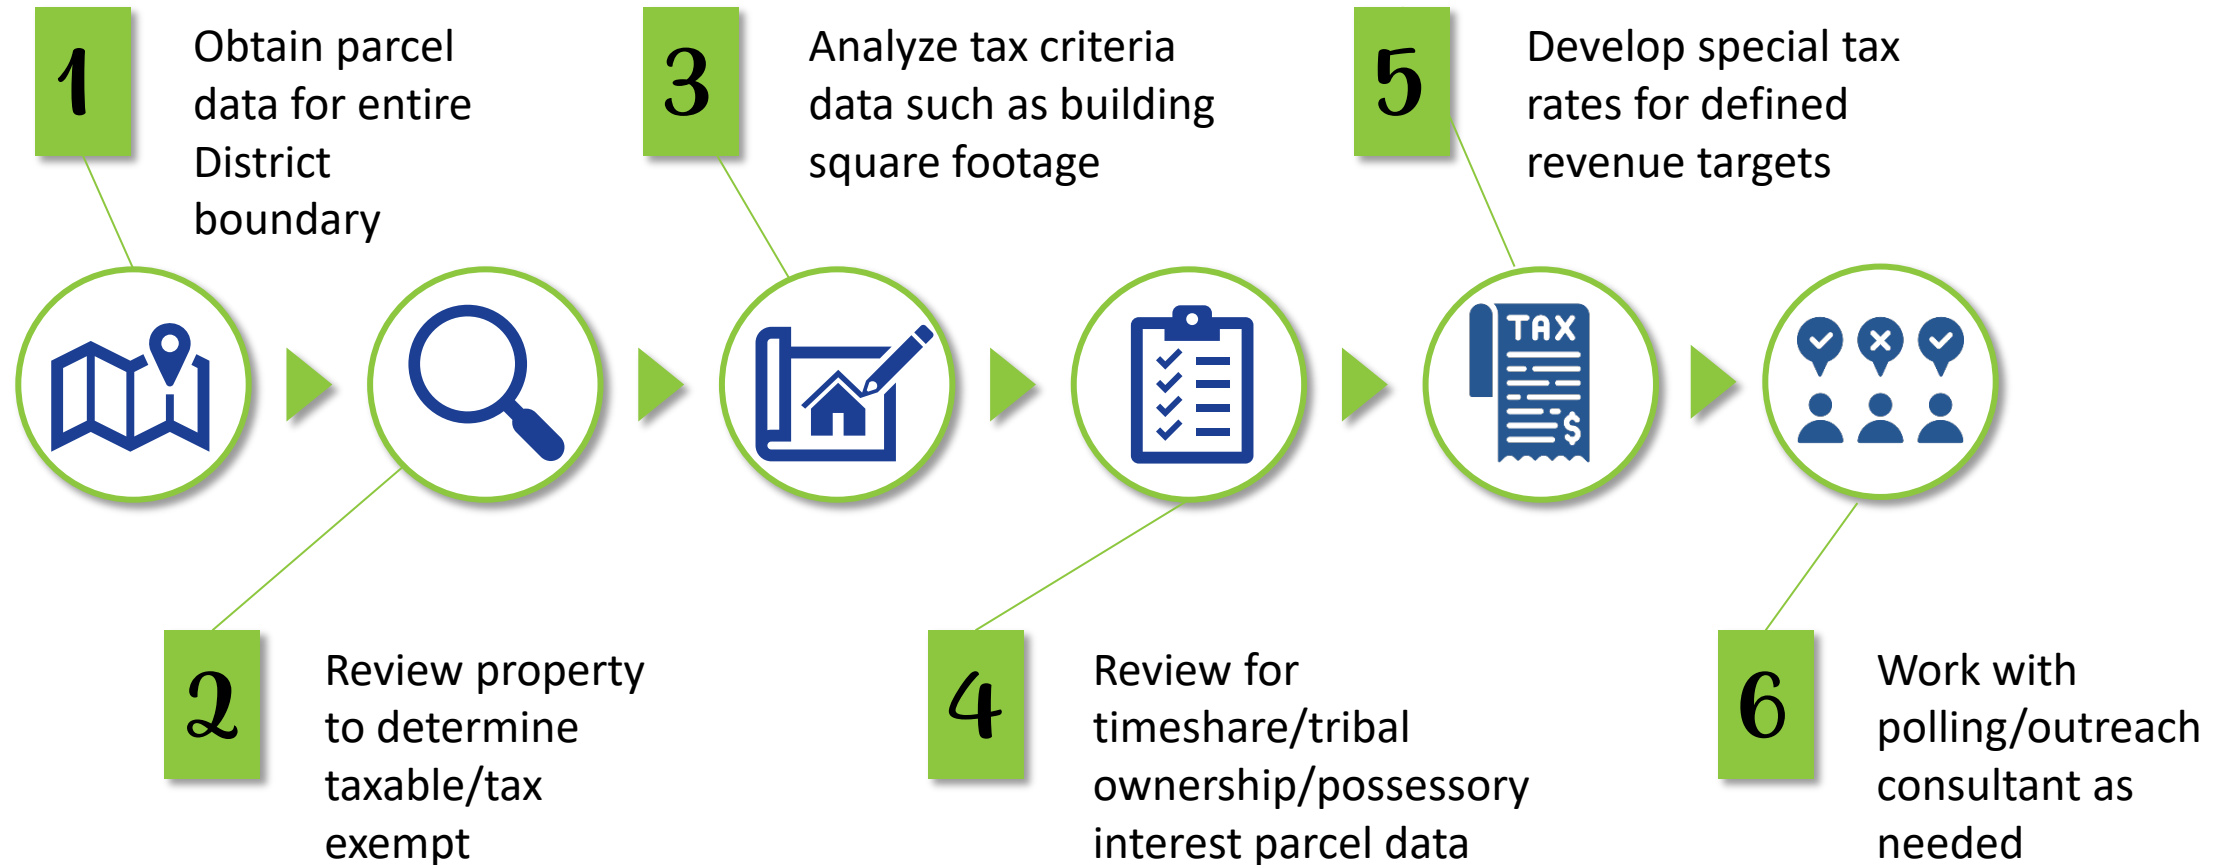 1
Obtain parcel
data for entire
District
boundary
2
Review property
to determine
taxable/tax
exempt
3
Analyze tax criteria
data such as building
square footage
4
Review for
timeshare/tribal
ownership/possessory
interest parcel data
5
Develop special tax
rates for defined
revenue targets
TAX
$
6
Work with
polling/outreach
consultant as
needed